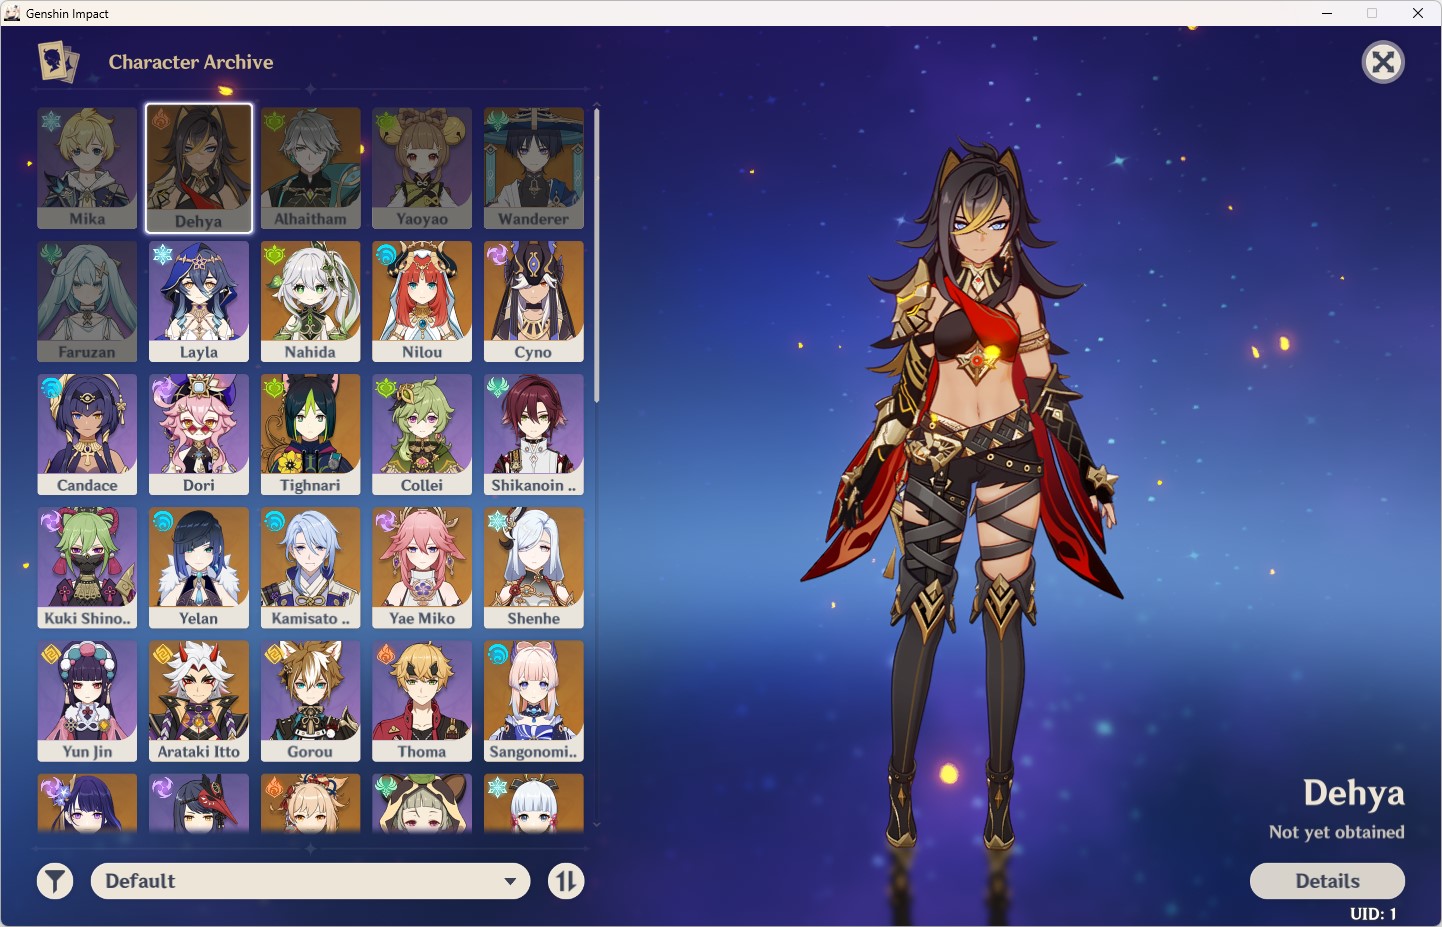 Genshin Impact
Character Archive
Mika
Dehya
Alhaitham
Yaoyao
Wanderer
Faruzan
Layla
Nahida
Nilou
Cyno
Candace
Dori
Tighnari
Collei
Shikanoin ..
Kuki Shino..
Yelan
Kamisato ..
Yae Miko
Shenhe
Yun Jin
Arataki Itto
Gorou
Thoma
Sangonomi..
Dehya
Not yet obtained
Default
Details
UID: 1